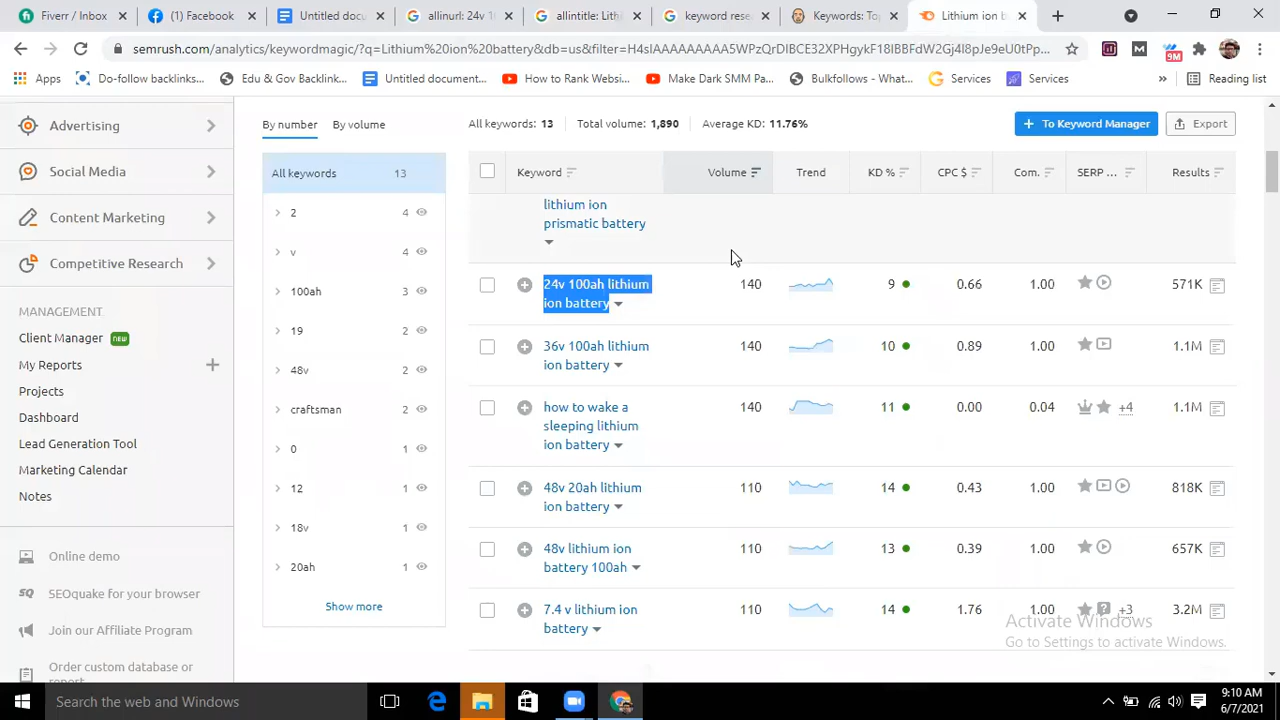 Fiverr / Inbox
(1) Facebook
Untitled docu
allinurl: 24v 10
allintitle: Lithi
keyword rese
Keywords: Top
Lithium ion b
semrush.com/analytics/keywordmagic/?q=Lithium%20ion%20battery&db=us&filter=
9M
Apps
Do-follow backlinks...
Edu & Gov Backlink...
Untitled document...
How to Rank Websi...
Make Dark SMM Pa...
Bulkfollows - What...
Services
Services
»
Reading list
Advertising
Social Media
Content Marketing
Competitive Research
MANAGEMENT
Client Manager NEW
My Reports
Projects
Dashboard
Lead Generation Tool
Marketing Calendar
Notes
Online demo
SEOquake for your browser
Join our Affiliate Program
Order custom database or
By number By volume
All keywords 13
2 4
v 4
100ah 3
19 2
48v 2
craftsman 2
0 1
12 1
18v 1
20ah 1
Show more
All keywords: 13 Total volume: 1,890 Average KD: 11.76%
+ To Keyword Manager
Export
Keyword Volume Trend KD % CPC $ Com. SERP ... Results
lithium ion
prismatic battery
24v 100ah lithium 140 9 0.66 1.00 571K
ion battery
36v 100ah lithium 140 10 0.89 1.00 1.1M
ion battery
how to wake a 140 11 0.00 0.04 +4 1.1M
sleeping lithium
ion battery
48v 20ah lithium 110 14 0.43 1.00 818K
ion battery
48v lithium ion 110 13 0.39 1.00 657K
battery 100ah
7.4 v lithium ion 110 14 1.76 1.00 +3 3.2M
battery
Activate Windows
Go to Settings to activate Windows.
Search the web and Windows
9:10 AM
6/7/2021